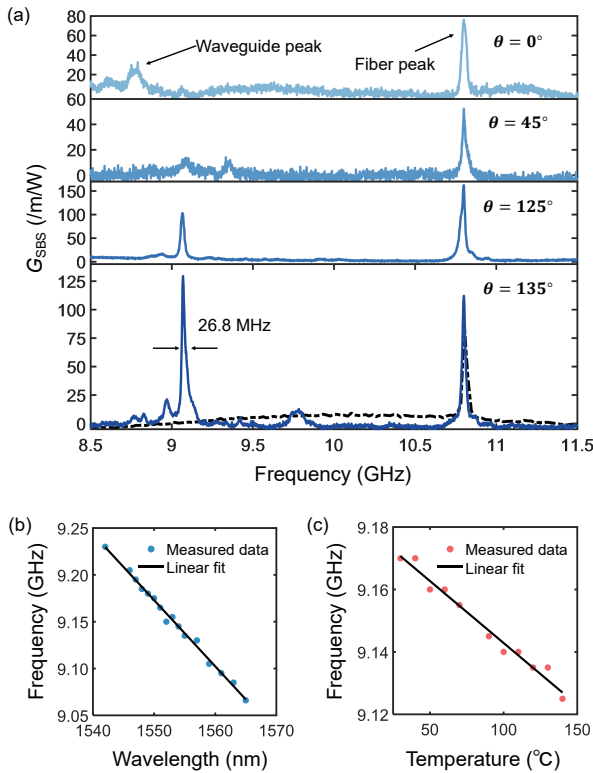 (a)
80
60
40
20
0
Waveguide peak
Fiber peak
θ = 0°
60
40
20
0
θ = 45°
150
100
50
0
θ = 125°
125
100
75
50
25
0
θ = 135°
26.8 MHz
G_SBS (/m/W)
8.5 9 9.5 10 10.5 11 11.5
Frequency (GHz)
(b)
9.25
9.20
9.15
9.10
9.05
Measured data
Linear fit
1540 1550 1560 1570
Frequency (GHz)
Wavelength (nm)
(c)
9.18
9.16
9.14
9.12
Measured data
Linear fit
50 100 150
Frequency (GHz)
Temperature (℃)